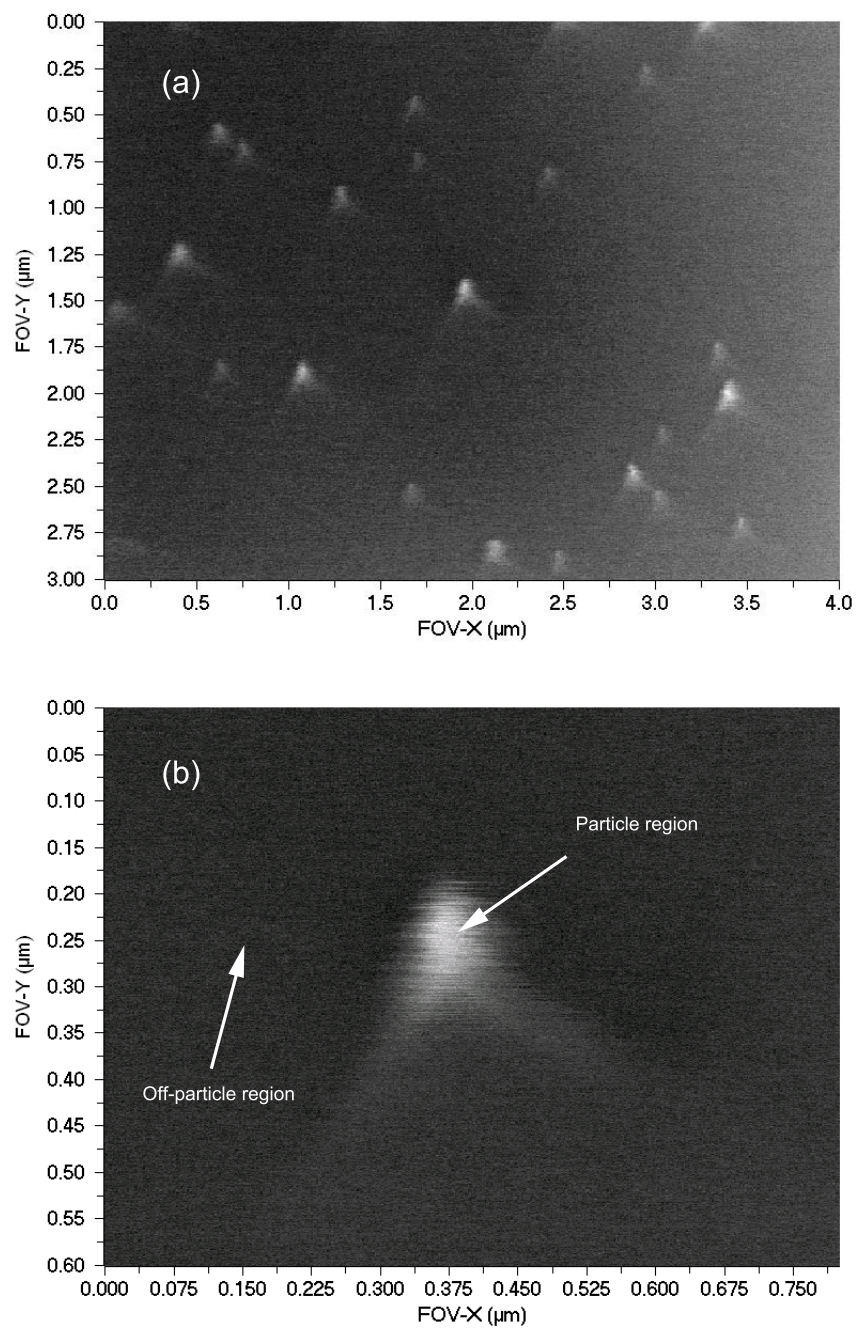 (a)
FOV-Y (µm)
0.00
0.25
0.50
0.75
1.00
1.25
1.50
1.75
2.00
2.25
2.50
2.75
3.00
0.0 0.5 1.0 1.5 2.0 2.5 3.0 3.5 4.0
FOV-X (µm)
(b)
FOV-Y (µm)
0.00
0.05
0.10
0.15
0.20
0.25
0.30
0.35
0.40
0.45
0.50
0.55
0.60
Particle region
Off-particle region
0.000 0.075 0.150 0.225 0.300 0.375 0.450 0.525 0.600 0.675 0.750
FOV-X (µm)